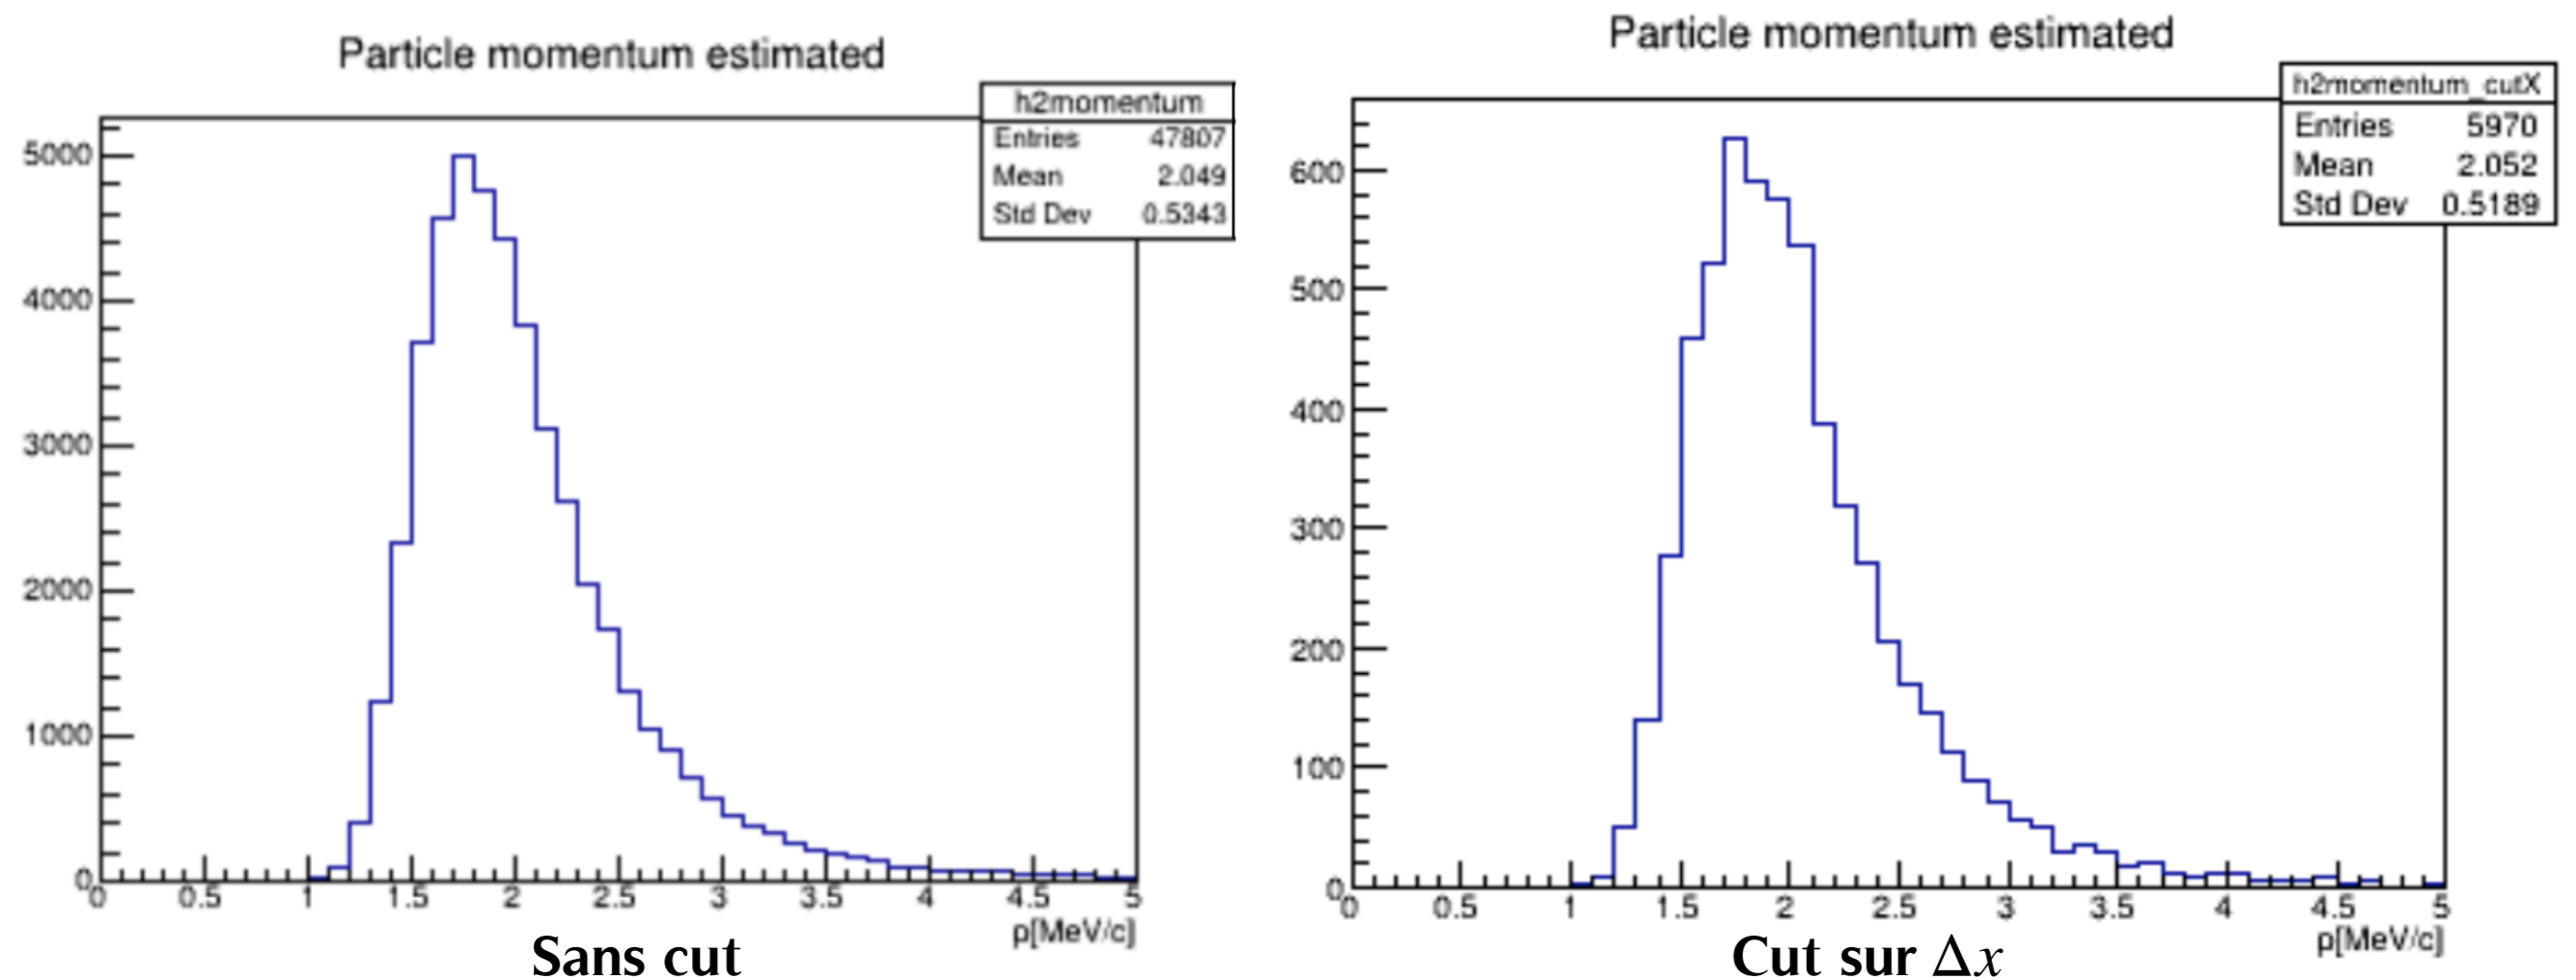 Particle momentum estimated
h2momentum
Entries 47807
Mean 2.049
Std Dev 0.5343
5000
4000
3000
2000
1000
0
0 0.5 1 1.5 2 2.5 3 3.5 4 4.5 5
p[MeV/c]
Sans cut
Particle momentum estimated
h2momentum_cutX
Entries 5970
Mean 2.052
Std Dev 0.5189
600
500
400
300
200
100
0
0 0.5 1 1.5 2 2.5 3 3.5 4 4.5 5
p[MeV/c]
Cut sur Δx